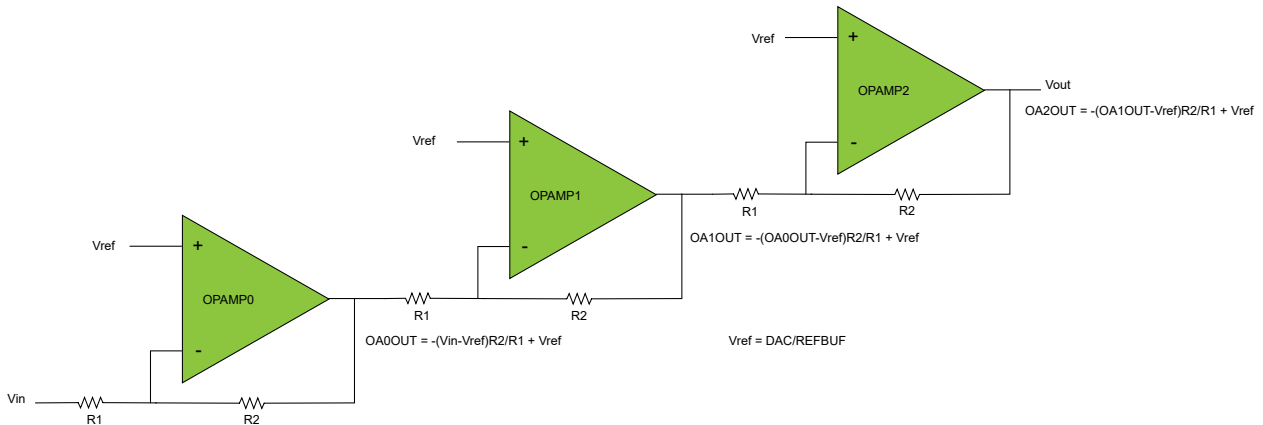 Vref
+
OPAMP2
-
Vout
OA2OUT = -(OA1OUT-Vref)R2/R1 + Vref
R1
R2
Vref
+
OPAMP1
-
OA1OUT = -(OA0OUT-Vref)R2/R1 + Vref
R1
R2
Vref
+
OPAMP0
-
OA0OUT = -(Vin-Vref)R2/R1 + Vref
Vref = DAC/REFBUF
Vin
R1
R2